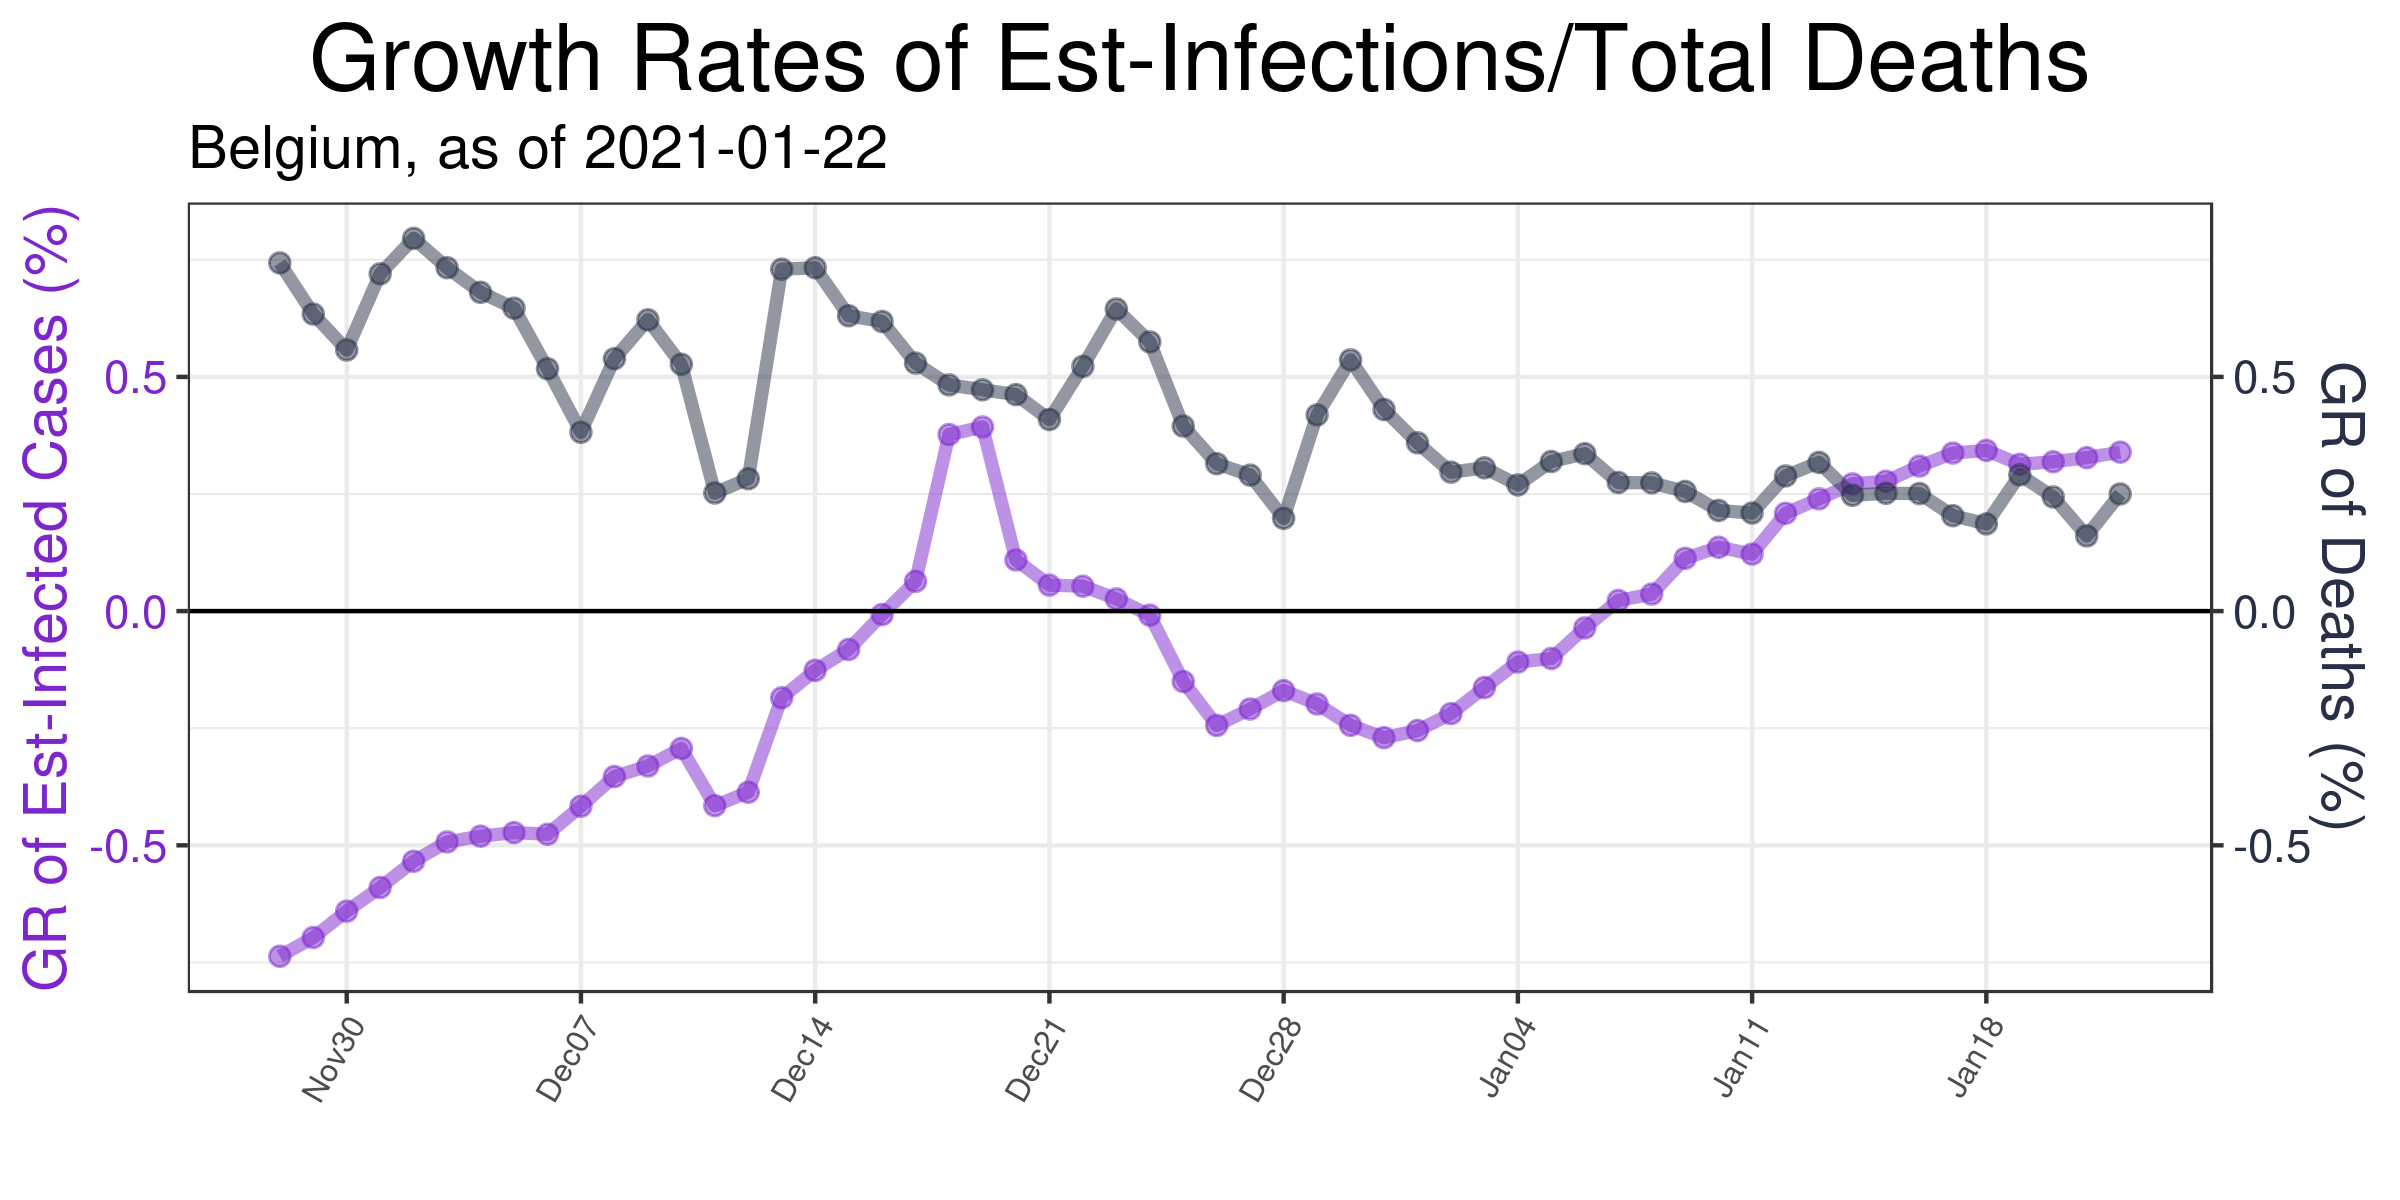 Growth Rates of Est-Infections/Total Deaths
Belgium, as of 2021-01-22
GR of Est-Infected Cases (%)
0.5
0.0
-0.5
0.5
0.0
-0.5
GR of Deaths (%)
Nov30
Dec07
Dec14
Dec21
Dec28
Jan04
Jan11
Jan18